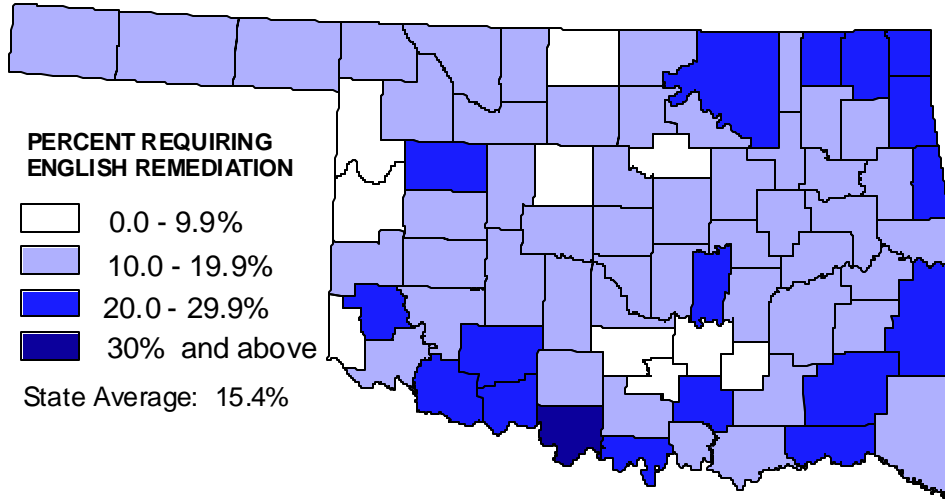 PERCENT REQUIRING
ENGLISH REMEDIATION
0.0 - 9.9%
10.0 - 19.9%
20.0 - 29.9%
30% and above
State Average: 15.4%